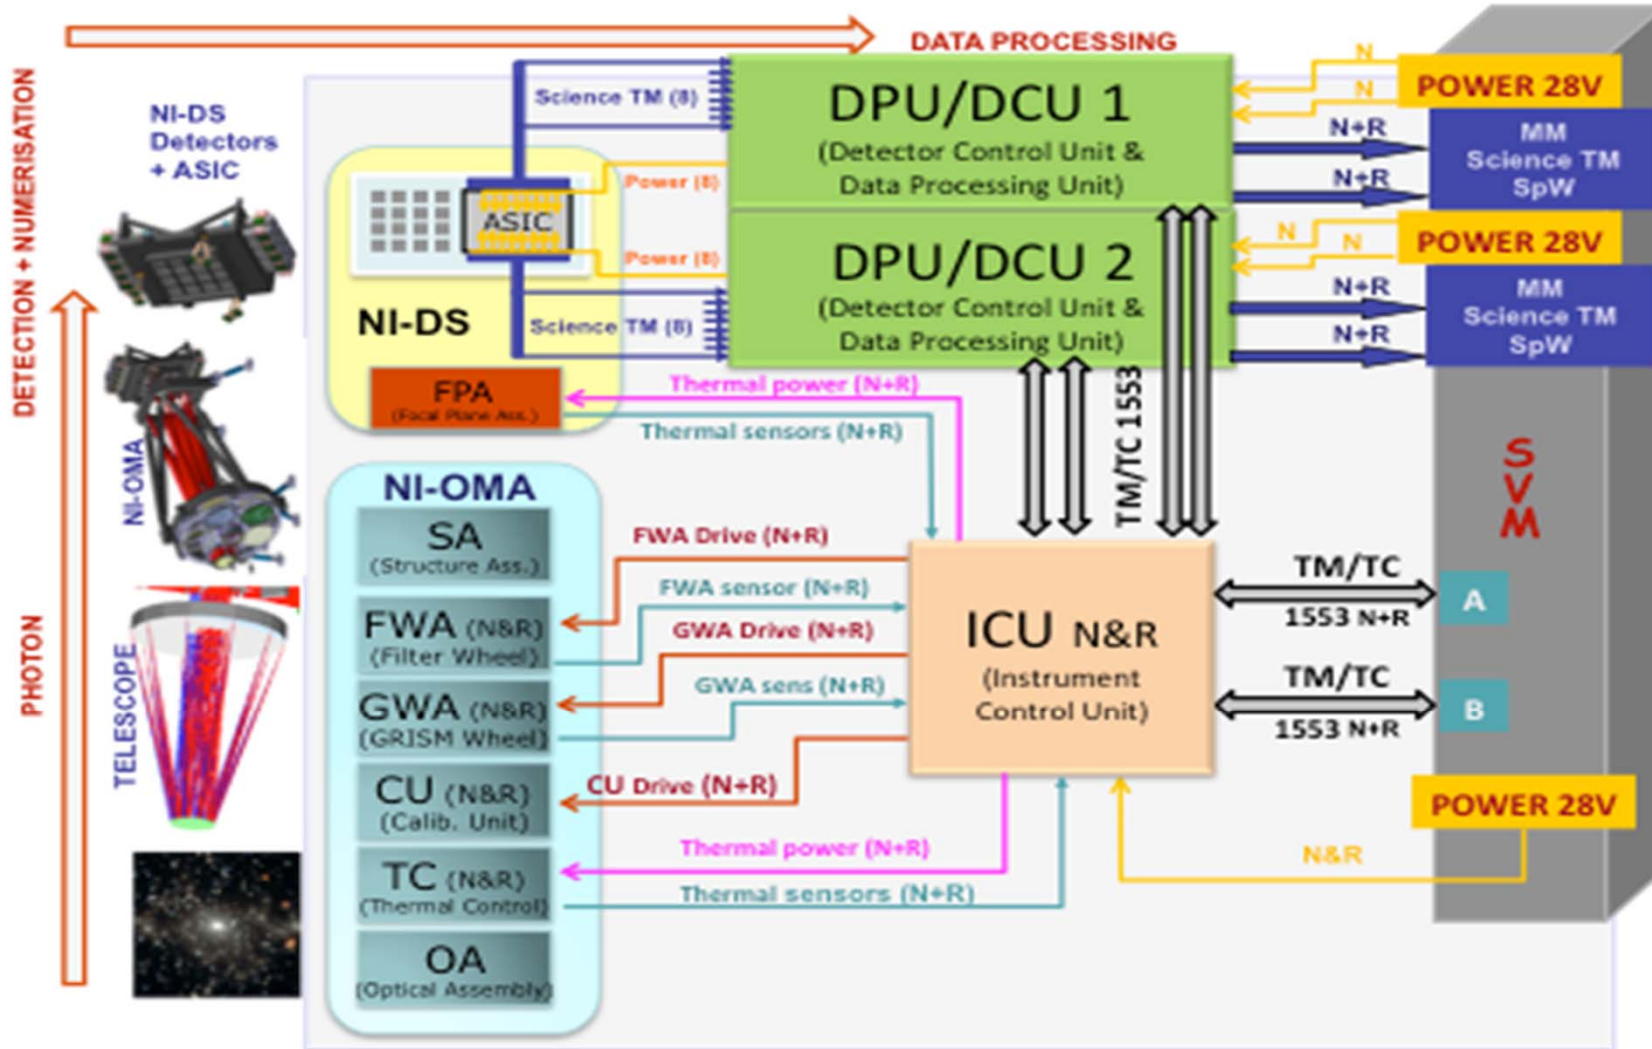 DATA PROCESSING
DETECTION + NUMERISATION
PHOTON
NI-DS
Detectors
+ ASIC
NI-OMA
TELESCOPE
Science TM (8)
Power (8)
ASIC
Power (8)
Science TM (8)
NI-DS
FPA
(Focal Plane Ass.)
DPU/DCU 1
(Detector Control Unit &
Data Processing Unit)
DPU/DCU 2
(Detector Control Unit &
Data Processing Unit)
N
N
POWER 28V
N+R
N+R
MM
Science TM
SpW
N
N
POWER 28V
N+R
N+R
MM
Science TM
SpW
Thermal power (N+R)
Thermal sensors (N+R)
TM/TC 1553
S
V
M
NI-OMA
SA
(Structure Ass.)
FWA (N&R)
(Filter Wheel)
GWA (N&R)
(GRISM Wheel)
CU (N&R)
(Calib. Unit)
TC (N&R)
(Thermal Control)
OA
(Optical Assembly)
FWA Drive (N+R)
FWA sensor (N+R)
GWA Drive (N+R)
GWA sens (N+R)
CU Drive (N+R)
Thermal power (N+R)
Thermal sensors (N+R)
ICU N&R
(Instrument
Control Unit)
TM/TC
1553 N+R
A
TM/TC
1553 N+R
B
POWER 28V
N&R